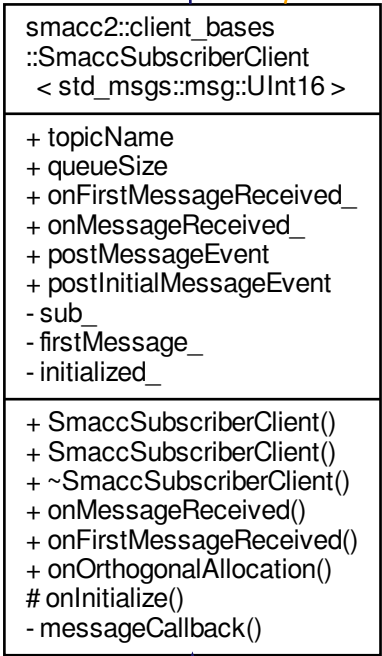 smacc2::client_bases
::SmaccSubscriberClient
< std_msgs::msg::UInt16 >
+ topicName
+ queueSize
+ onFirstMessageReceived_
+ onMessageReceived_
+ postMessageEvent
+ postInitialMessageEvent
- sub_
- firstMessage_
- initialized_
+ SmaccSubscriberClient()
+ SmaccSubscriberClient()
+ ~SmaccSubscriberClient()
+ onMessageReceived()
+ onFirstMessageReceived()
+ onOrthogonalAllocation()
# onInitialize()
- messageCallback()